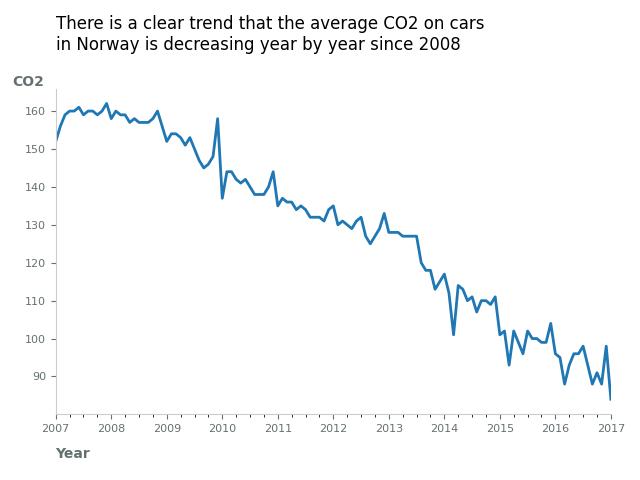 There is a clear trend that the average CO2 on cars
in Norway is decreasing year by year since 2008
CO2
160
150
140
130
120
110
100
90
2007 2008 2009 2010 2011 2012 2013 2014 2015 2016 2017
Year